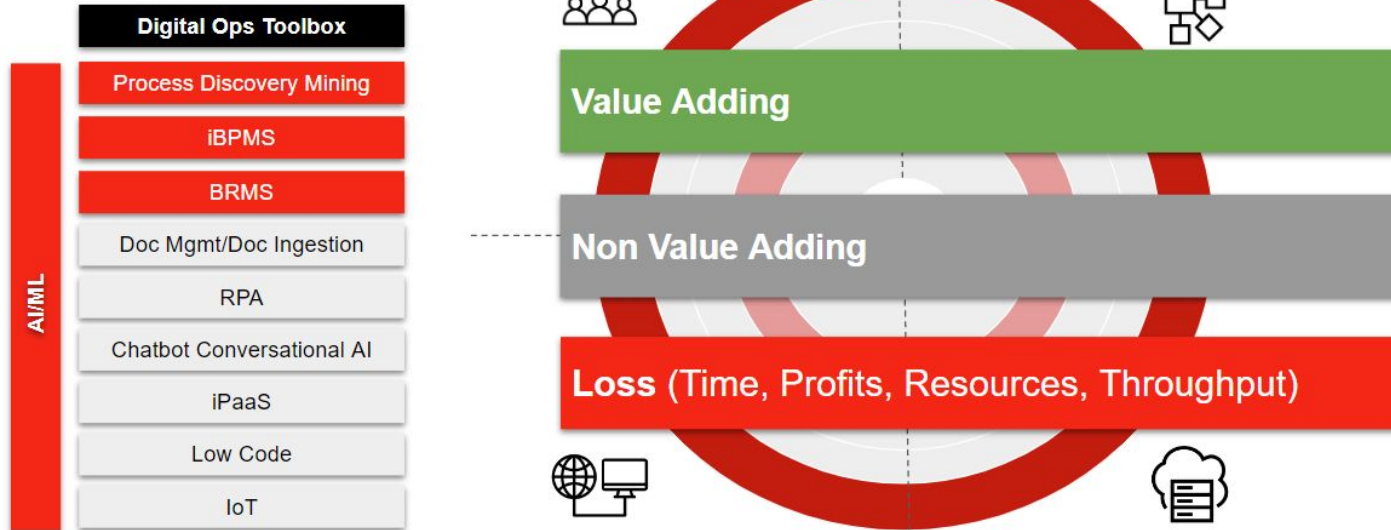 Digital Ops Toolbox
Process Discovery Mining
iBPMS
BRMS
Doc Mgmt/Doc Ingestion
RPA
Chatbot Conversational AI
iPaaS
Low Code
IoT
AI/ML
Value Adding
Non Value Adding
Loss (Time, Profits, Resources, Throughput)